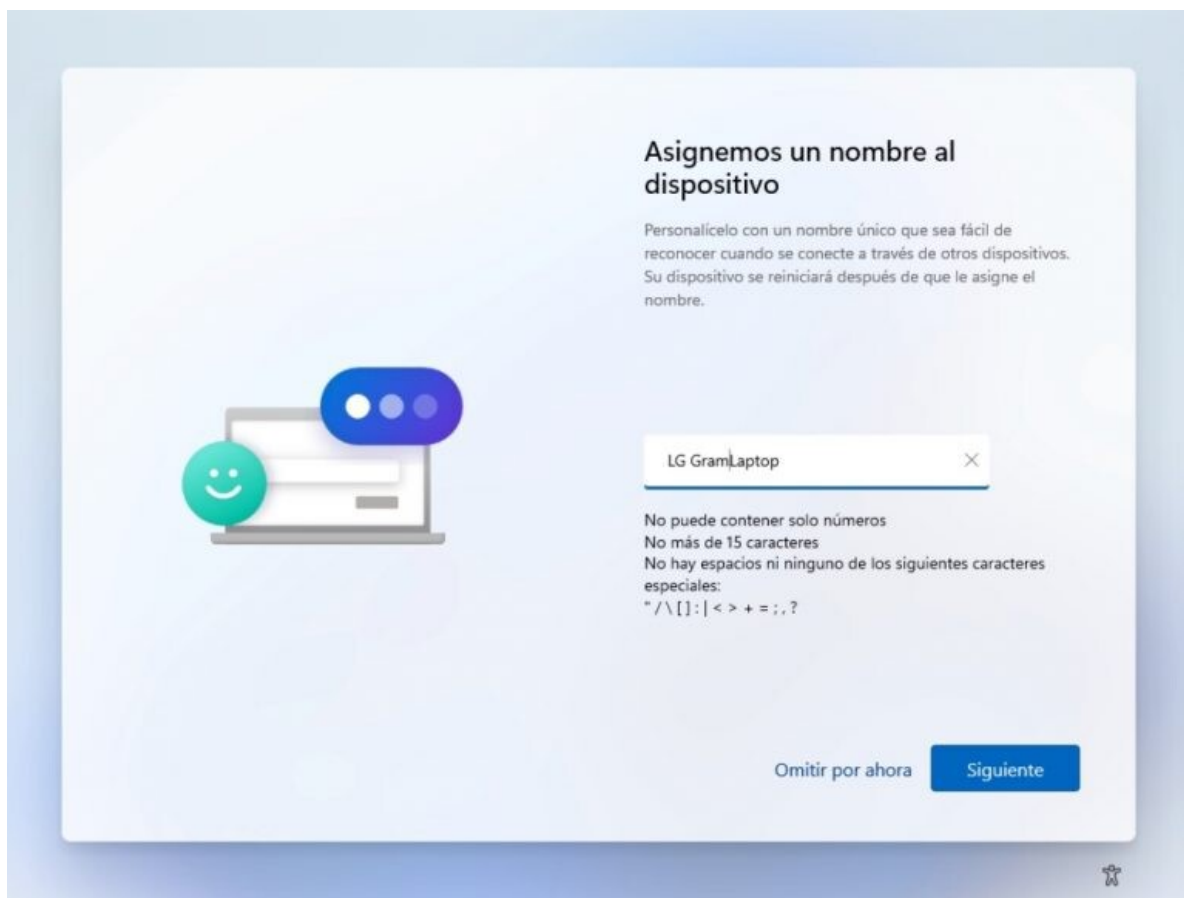 Asignemos un nombre al
dispositivo
Personalícelo con un nombre único que sea fácil de
reconocer cuando se conecte a través de otros dispositivos.
Su dispositivo se reiniciará después de que le asigne el
nombre.
LG GramLaptop
No puede contener solo números
No más de 15 caracteres
No hay espacios ni ninguno de los siguientes caracteres
especiales:
" / \ [ ] : | < > + = ; , ?
Omitir por ahora
Siguiente